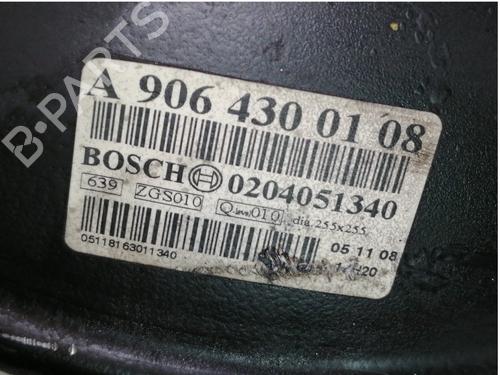 B-PARTS
A 906 430 01 08
BOSCH 0204051340
639 ZGS010 Q 010 dia. 255x255
05 11 08
05118163011340